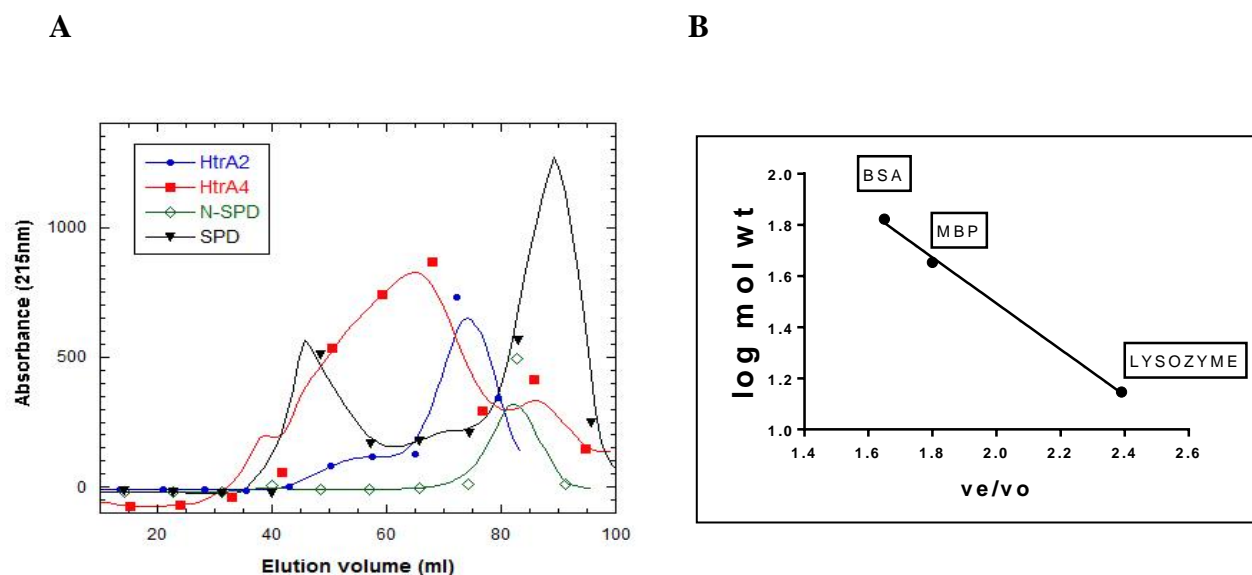 A
B
Absorbance (215nm)
1000
500
0
HtrA2
HtrA4
N-SPD
SPD
20 40 60 80 100
Elution volume (ml)
log mol wt
2.0
1.8
1.6
1.4
1.2
1.0
BSA
MBP
LYSOZYME
1.4 1.6 1.8 2.0 2.2 2.4 2.6
ve/vo